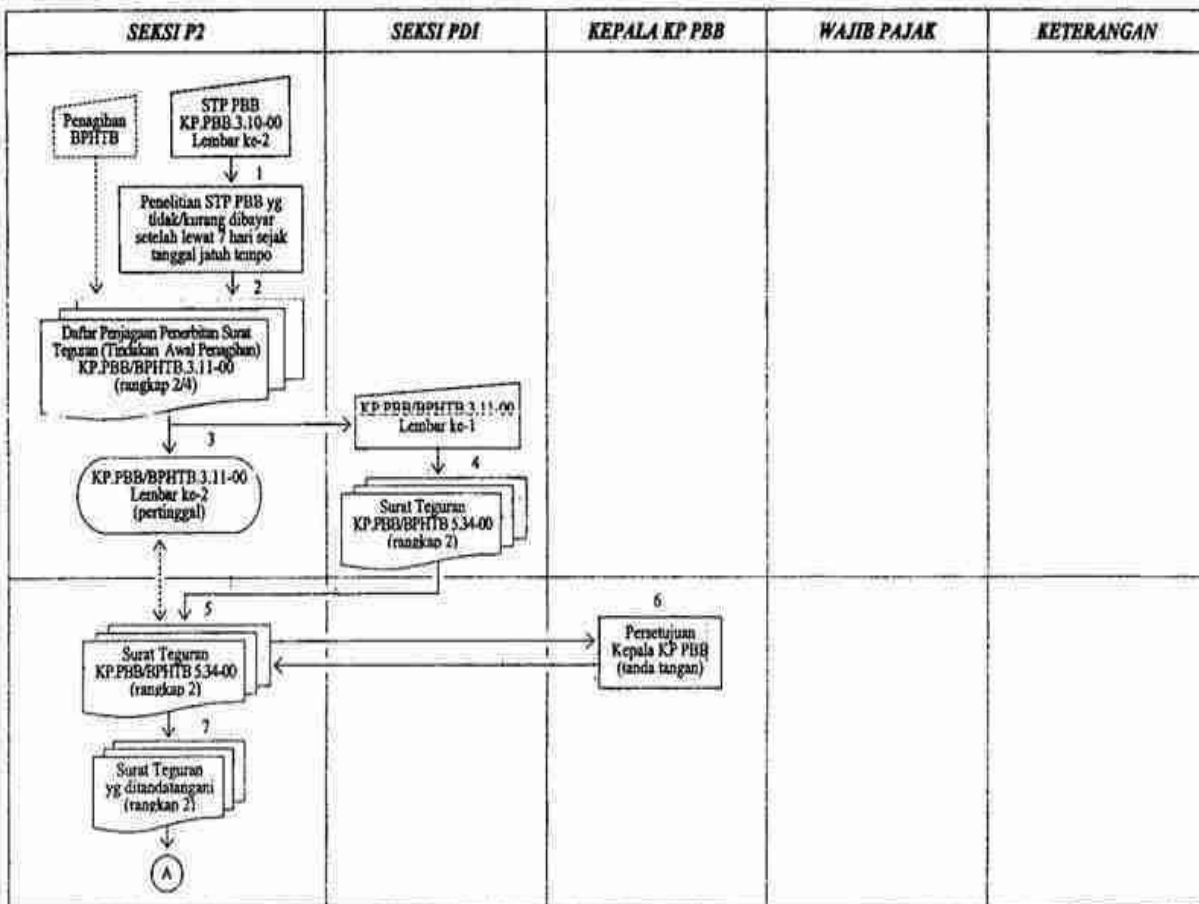 SEKSI P2
SEKSI PDI
KEPALA KP PBB
WAJIB PAJAK
KETERANGAN
Penagihan
BPHTB
STP PBB
KP.PBB.3.10-00
Lembar ke-2
1
Penelitian STP PBB yg
tidak/kurang dibayar
setelah lewat 7 hari sejak
tanggal jatuh tempo
2
Daftar Penjagaan Penerbitan Surat
Teguran (Tindakan Awal Penagihan)
KP.PBB/BPHTB.3.11-00
(rangkap 2/4)
3
KP.PBB/BPHTB.3.11-00
Lembar ke-1
4
KP.PBB/BPHTB.3.11-00
Lembar ke-2
(pertinggal)
Surat Teguran
KP.PBB/BPHTB 5.34-00
(rangkap 2)
5
Surat Teguran
KP.PBB/BPHTB 5.34-00
(rangkap 2)
6
Persetujuan
Kepala KP PBB
(tanda tangan)
7
Surat Teguran
yg ditandatangani
(rangkap 2)
A